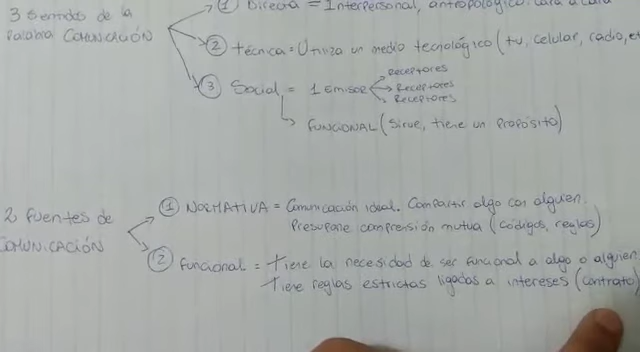 3 sentidos de la
Palabra COMUNICACIÓN
① Directa = Interpersonal, antropológico. Cara a Cara
② Técnica = Utiliza un medio tecnológico (tv, celular, radio, et
③ Social = 1 Emisor
Receptores
Receptores
Receptores
FUNCIONAL (Sirve, tiene un propósito)
2 fuentes de
COMUNICACIÓN
① NORMATIVA = Comunicación ideal. Compartir algo con alguien.
Presupone comprensión mutua (códigos, reglas)
② funcional = Tiene la necesidad de ser funcional a algo o alguien
Tiene reglas estrictas ligadas a intereses (contrato)